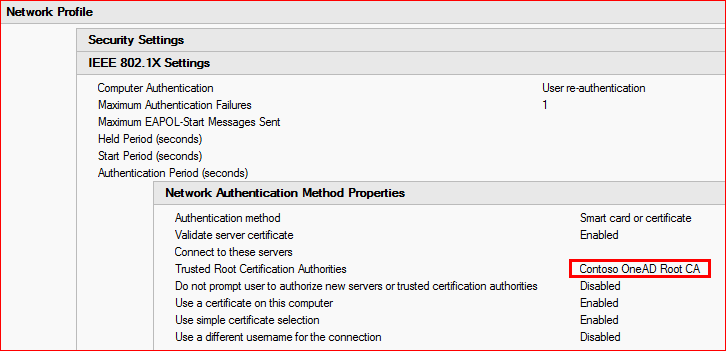 Network Profile
Security Settings
IEEE 802.1X Settings
Computer Authentication User re-authentication
Maximum Authentication Failures 1
Maximum EAPOL-Start Messages Sent
Held Period (seconds)
Start Period (seconds)
Authentication Period (seconds)
Network Authentication Method Properties
Authentication method Smart card or certificate
Validate server certificate Enabled
Connect to these servers
Trusted Root Certification Authorities Contoso OneAD Root CA
Do not prompt user to authorize new servers or trusted certification authorities Disabled
Use a certificate on this computer Enabled
Use simple certificate selection Enabled
Use a different username for the connection Disabled